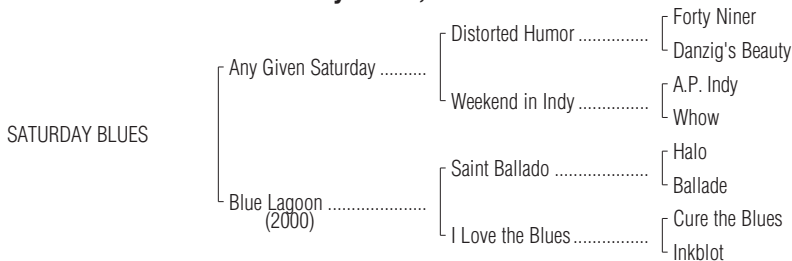 Forty Niner
Distorted Humor ...............
Danzig's Beauty
Any Given Saturday ..........
A.P. Indy
Weekend in Indy ...............
Whow
SATURDAY BLUES
Halo
Saint Ballado ....................
Ballade
Blue Lagoon .....................
(2000)
Cure the Blues
I Love the Blues................
Inkblot